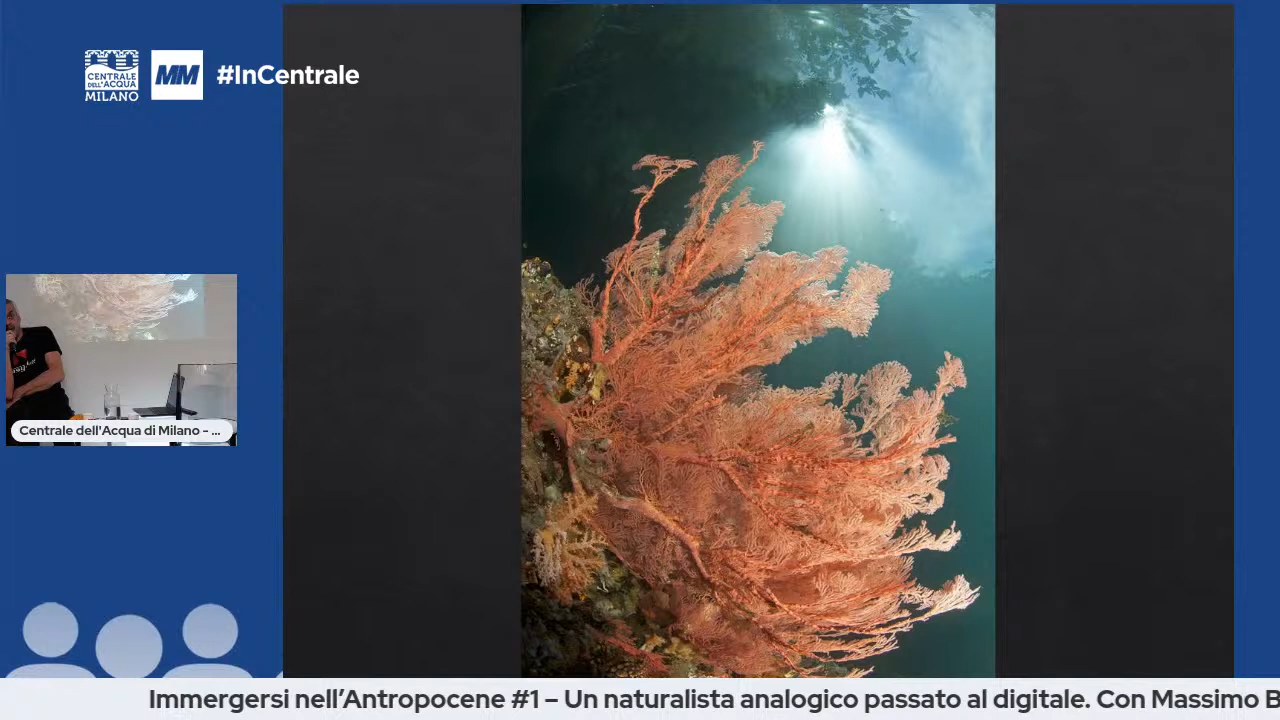 CENTRALE
DELL'ACQUA
MILANO
MM
#InCentrale
Centrale dell'Acqua di Milano - ...
Immergersi nell'Antropocene #1 – Un naturalista analogico passato al digitale. Con Massimo B